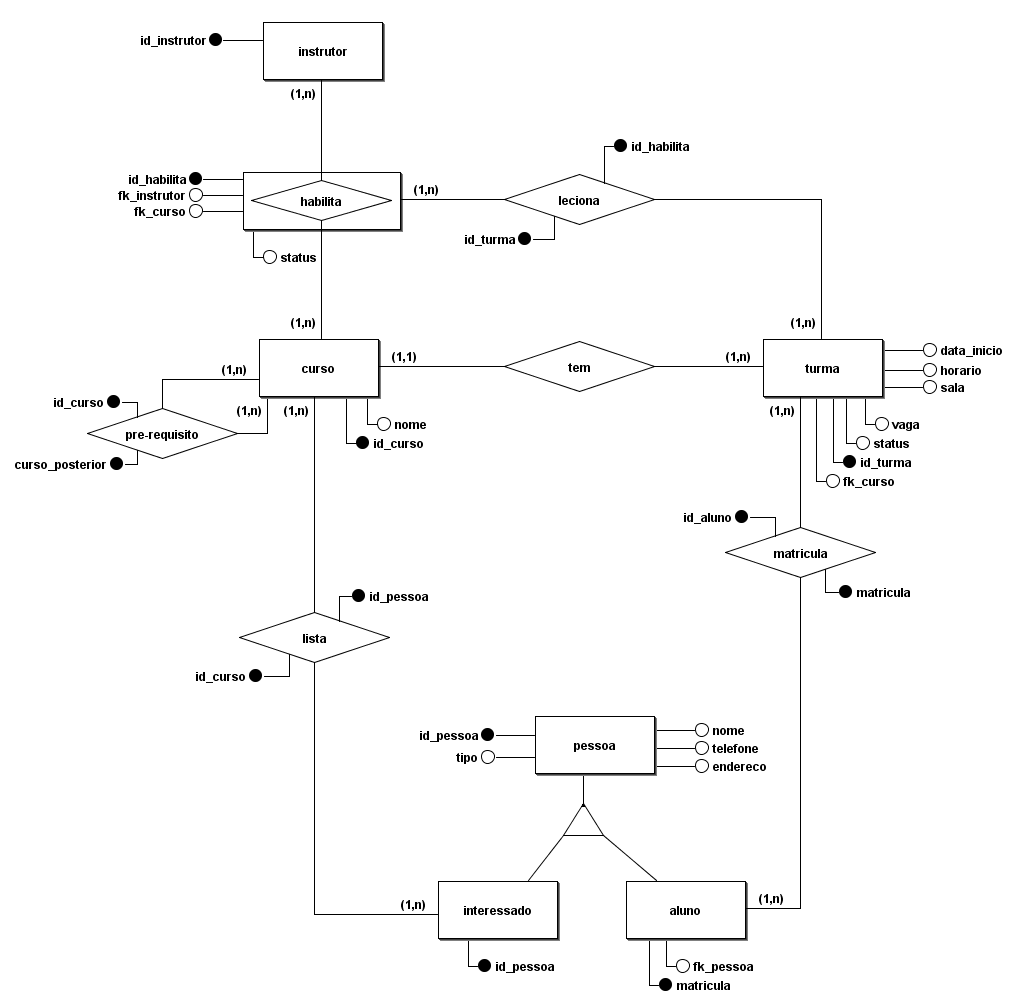 id_instrutor
instrutor
(1,n)
id_habilita
id_habilita
fk_instrutor
fk_curso
habilita
(1,n)
leciona
id_turma
status
(1,n)
(1,n)
curso
(1,1)
tem
(1,n)
turma
data_inicio
horario
sala
(1,n)
id_curso
(1,n)
(1,n)
(1,n)
nome
vaga
pre-requisito
id_curso
status
curso_posterior
id_turma
fk_curso
id_aluno
matricula
matricula
id_pessoa
lista
id_curso
id_pessoa
tipo
pessoa
nome
telefone
endereco
(1,n)
interessado
aluno
(1,n)
id_pessoa
fk_pessoa
matricula